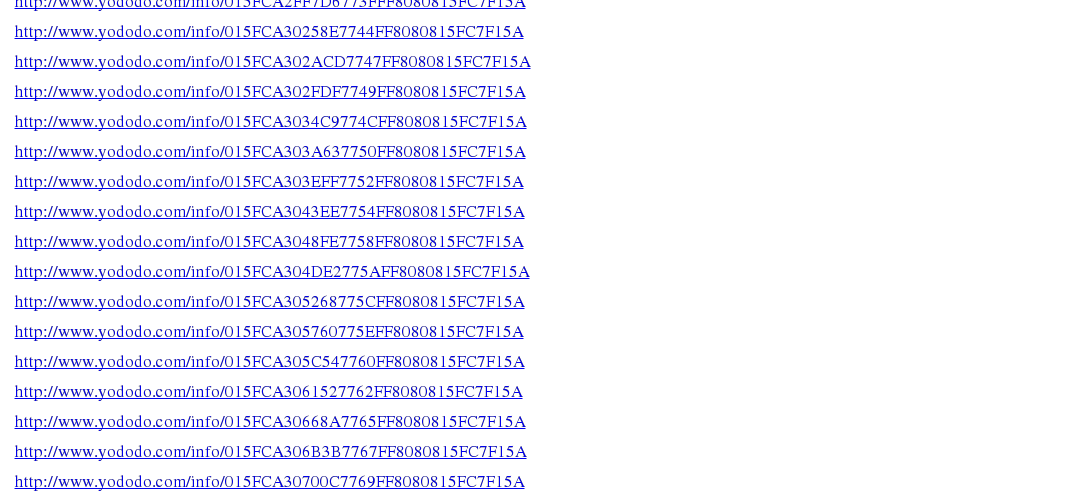 http://www.yododo.com/info/015FCA2FF7D6773FFF8080815FC7F15A
http://www.yododo.com/info/015FCA30258E7744FF8080815FC7F15A
http://www.yododo.com/info/015FCA302ACD7747FF8080815FC7F15A
http://www.yododo.com/info/015FCA302FDF7749FF8080815FC7F15A
http://www.yododo.com/info/015FCA3034C9774CFF8080815FC7F15A
http://www.yododo.com/info/015FCA303A637750FF8080815FC7F15A
http://www.yododo.com/info/015FCA303EFF7752FF8080815FC7F15A
http://www.yododo.com/info/015FCA3043EE7754FF8080815FC7F15A
http://www.yododo.com/info/015FCA3048FE7758FF8080815FC7F15A
http://www.yododo.com/info/015FCA304DE2775AFF8080815FC7F15A
http://www.yododo.com/info/015FCA305268775CFF8080815FC7F15A
http://www.yododo.com/info/015FCA305760775EFF8080815FC7F15A
http://www.yododo.com/info/015FCA305C547760FF8080815FC7F15A
http://www.yododo.com/info/015FCA3061527762FF8080815FC7F15A
http://www.yododo.com/info/015FCA30668A7765FF8080815FC7F15A
http://www.yododo.com/info/015FCA306B3B7767FF8080815FC7F15A
http://www.yododo.com/info/015FCA30700C7769FF8080815FC7F15A